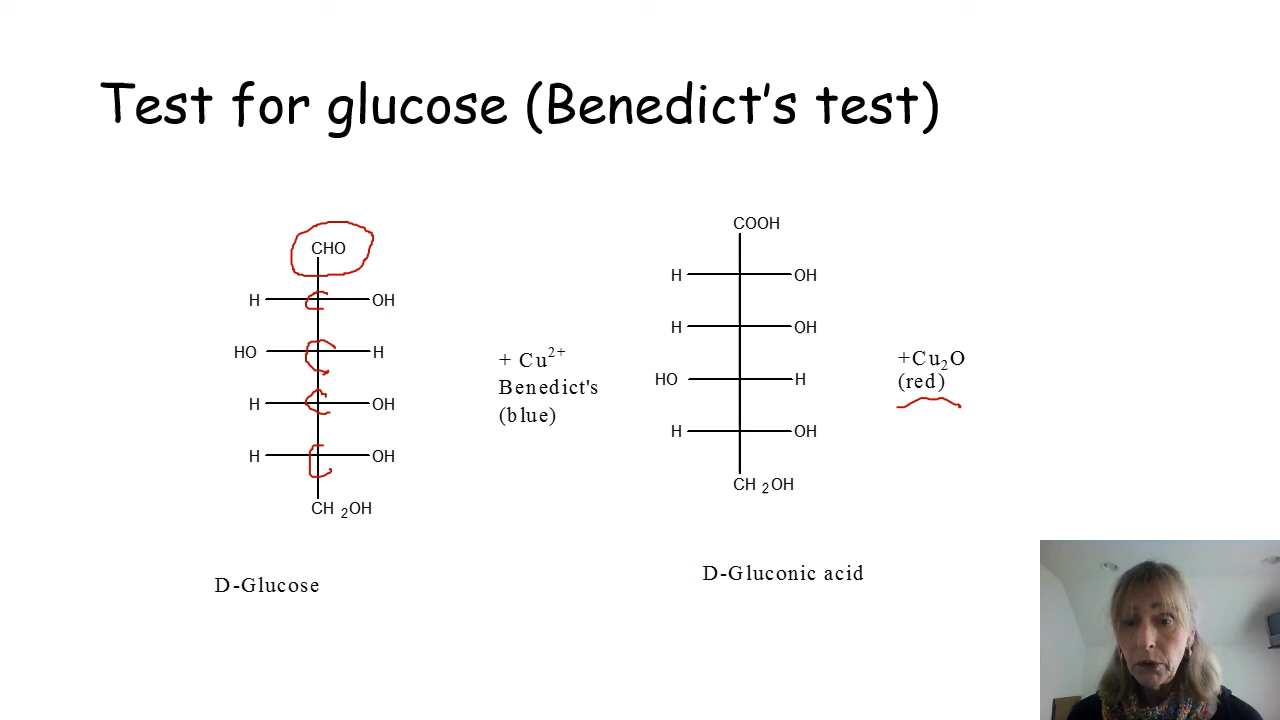 Test for glucose (Benedict's test)
CHO
H OH
HO H
H OH
H OH
CH 2OH
D-Glucose
+ Cu2+
Benedict's
(blue)
COOH
H OH
H OH
HO H
H OH
CH 2OH
D-Gluconic acid
+Cu2O
(red)